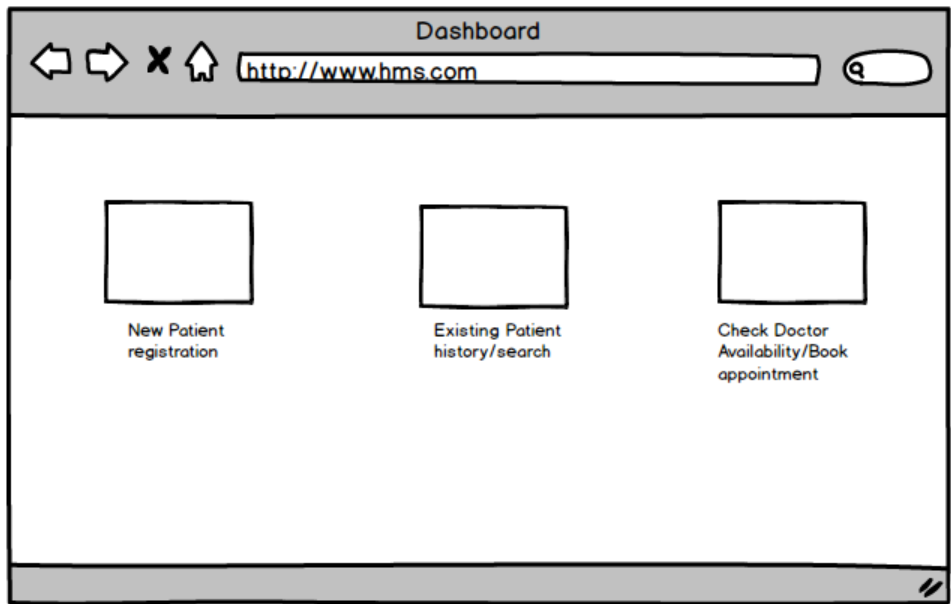 Dashboard
http://www.hms.com
New Patient
registration
Existing Patient
history/search
Check Doctor
Availability/Book
appointment